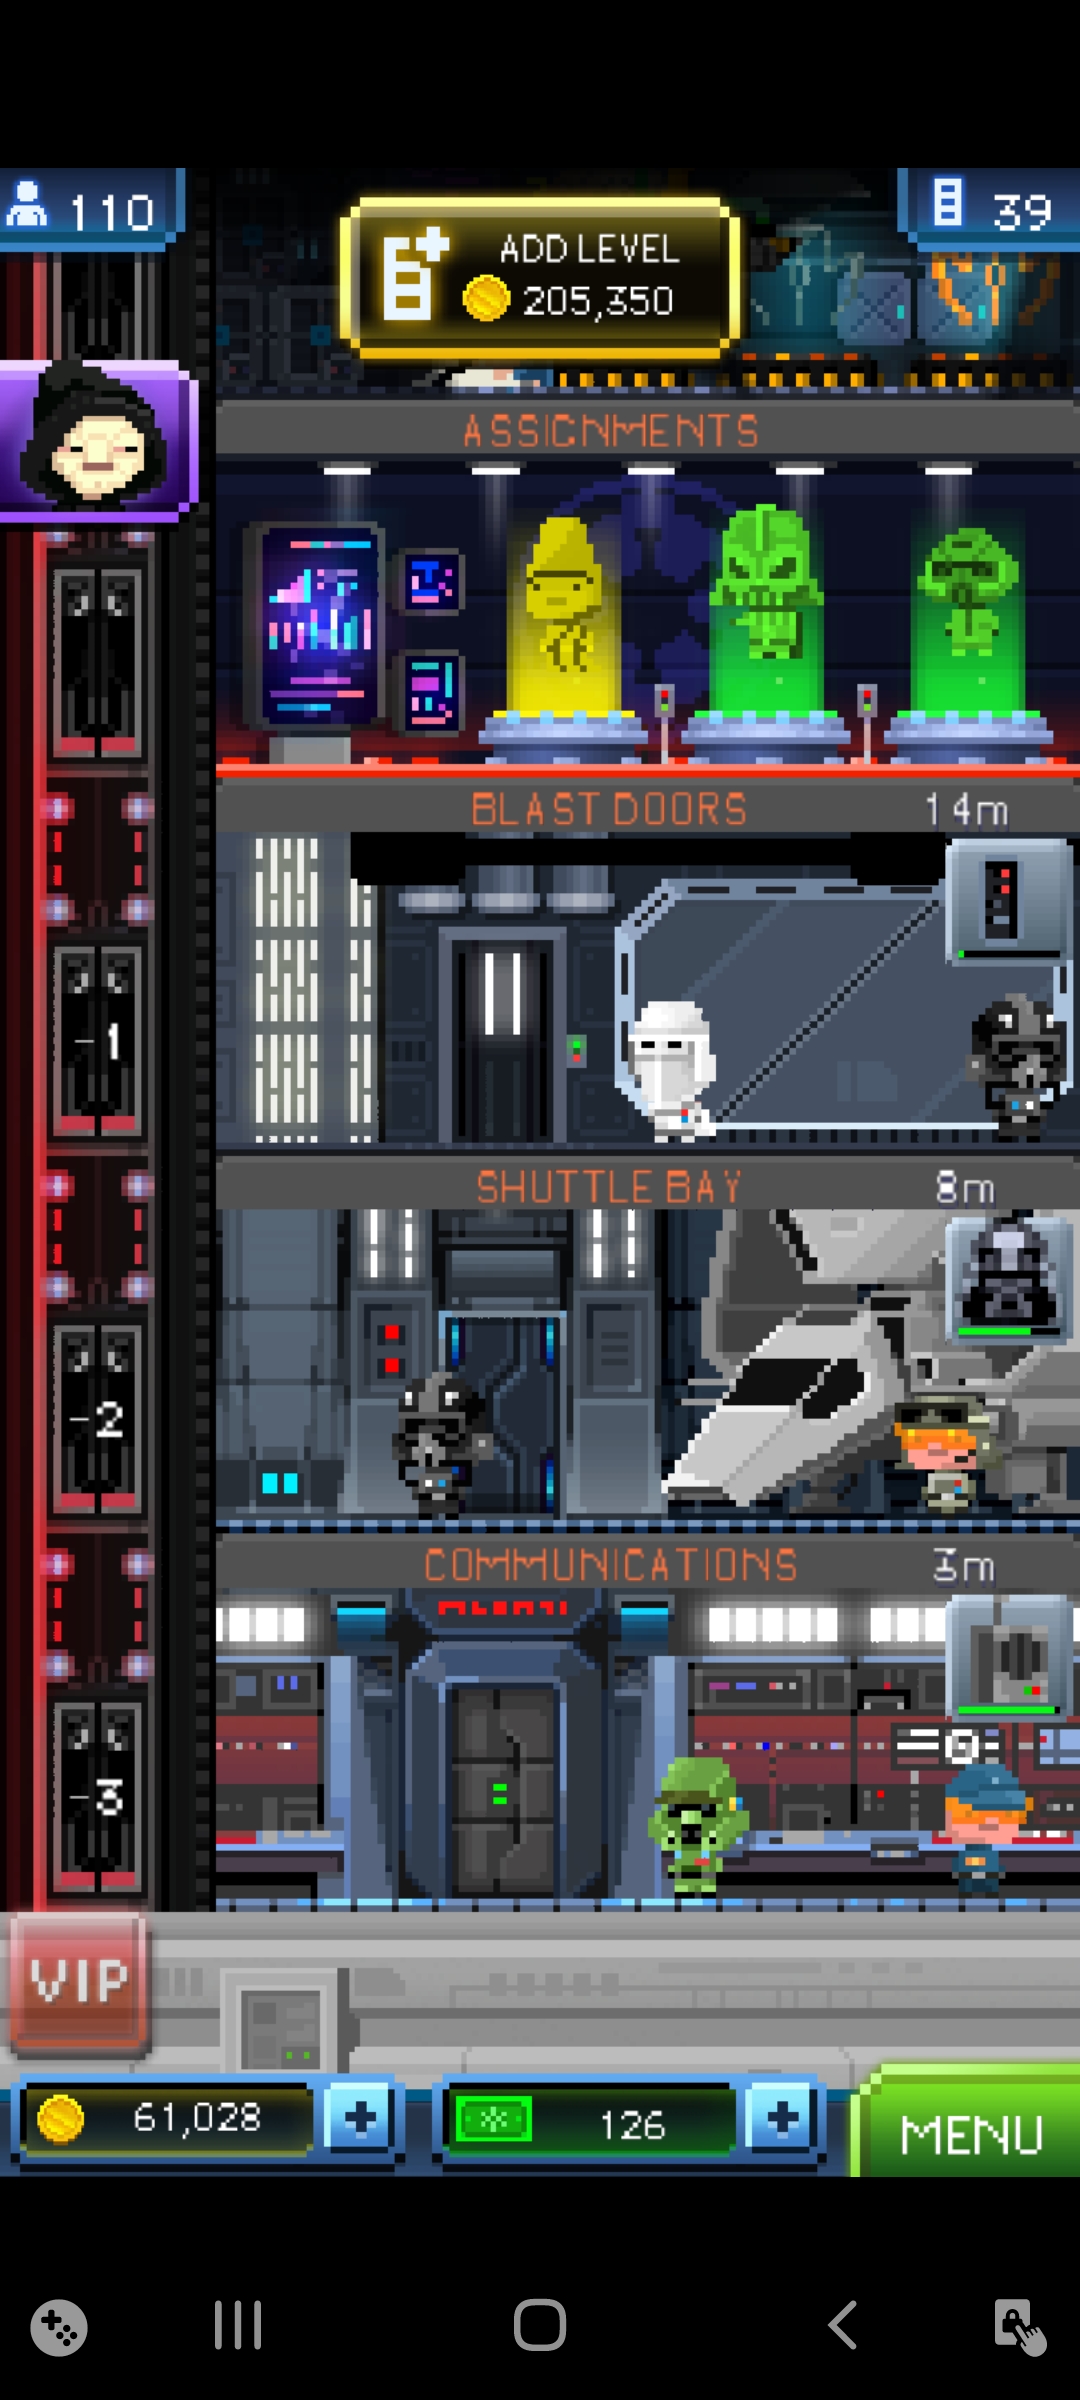 110
ADD LEVEL
205,350
39
ASSIGNMENTS
BLAST DOORS 14m
-1
SHUTTLE BAY 8m
-2
COMMUNICATIONS 3m
-3
VIP
61,028
126
MENU